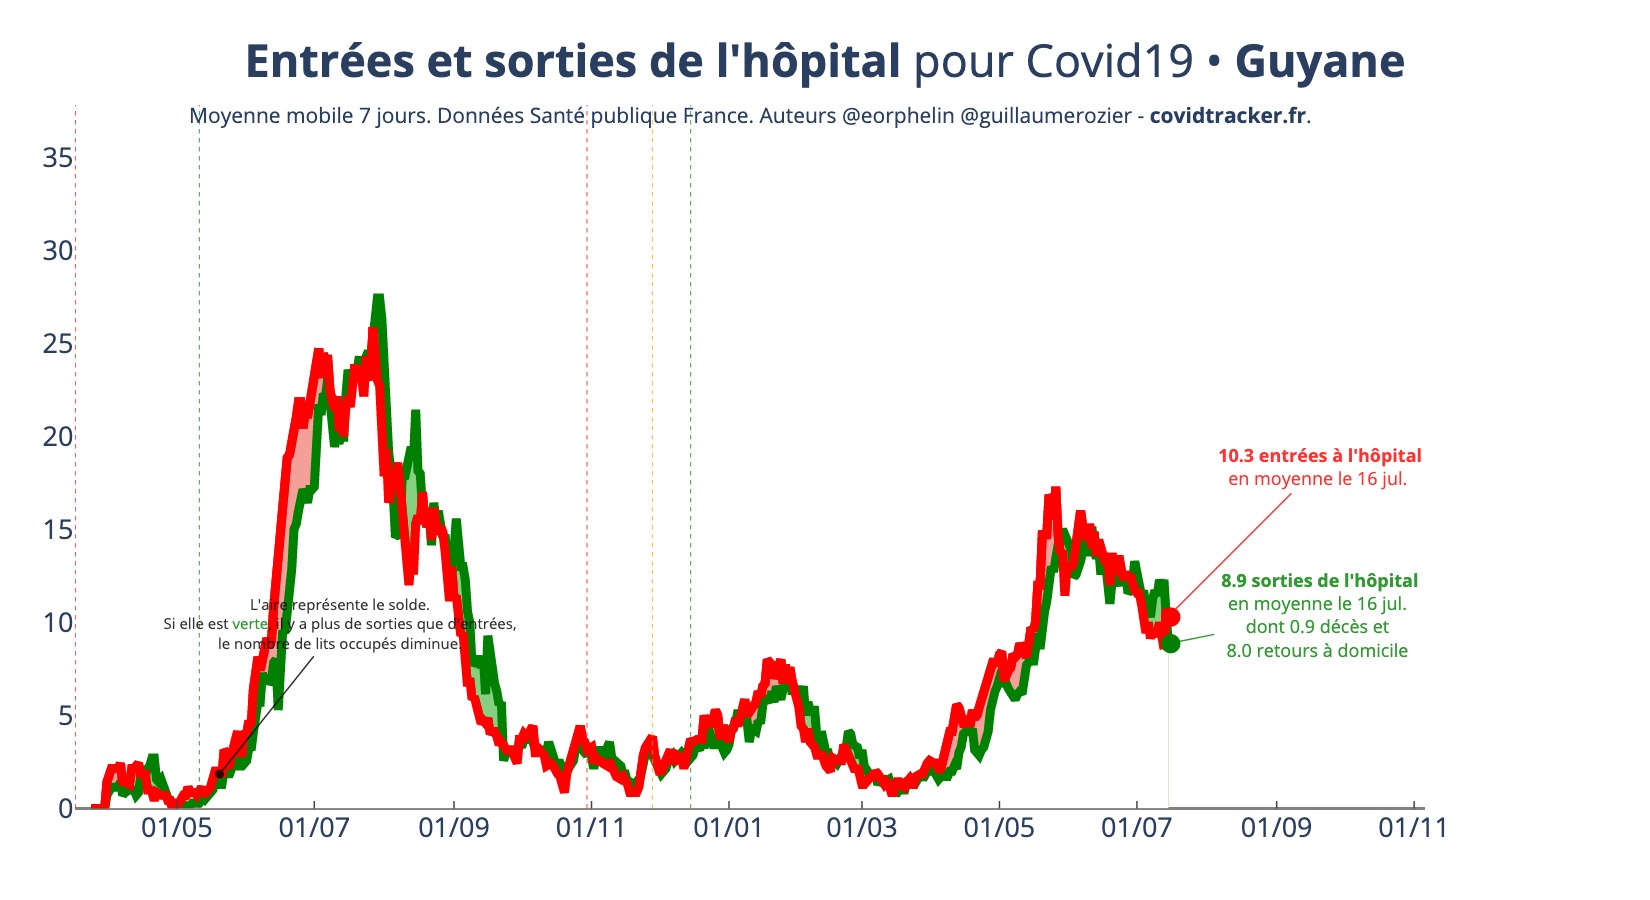 Entrées et sorties de l'hôpital pour Covid19 • Guyane
Moyenne mobile 7 jours. Données Santé publique France. Auteurs @eorphelin @guillaumerozier - covidtracker.fr.
35
30
25
20
15
10
5
0
10.3 entrées à l'hôpital
en moyenne le 16 jul.
8.9 sorties de l'hôpital
en moyenne le 16 jul.
dont 0.9 décès et
8.0 retours à domicile
L'aire représente le solde.
Si elle est verte, il y a plus de sorties que d'entrées,
le nombre de lits occupés diminue.
01/05 01/07 01/09 01/11 01/01 01/03 01/05 01/07 01/09 01/11